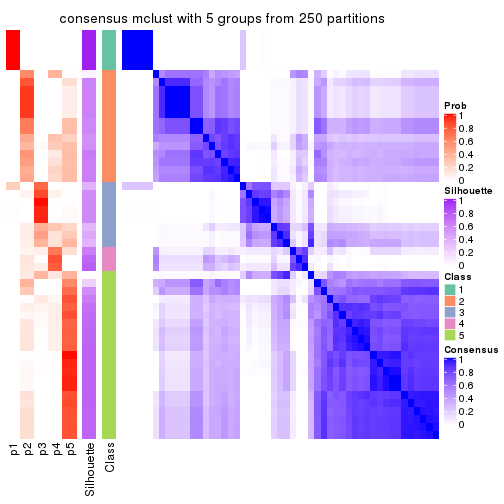 consensus mclust with 5 groups from 250 partitions
Prob
1
0.8
0.6
0.4
0.2
0
Silhouette
1
0.8
0.6
0.4
0.2
0
Class
1
2
3
4
5
Consensus
1
0.8
0.6
0.4
0.2
0
p1
p2
p3
p4
p5
Silhouette
Class